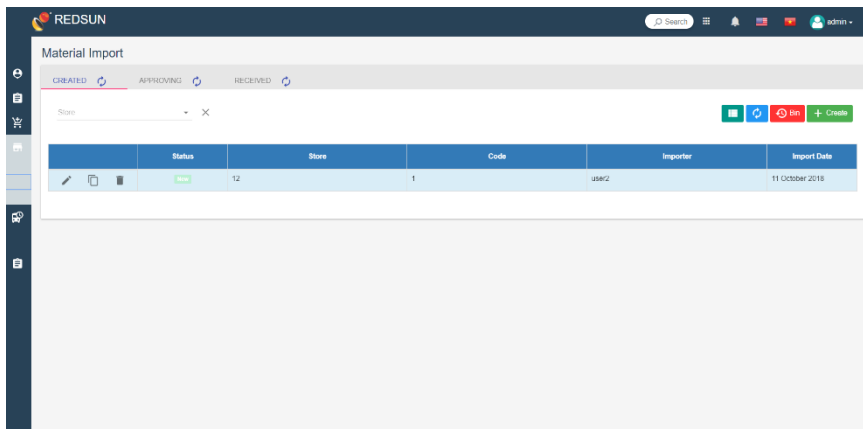 REDSUN
Search
admin
Material Import
CREATED
APPROVING
RECEIVED
Store
Bin
Create
Status Store Code Importer Import Date
New 12 1 user2 11 October 2018